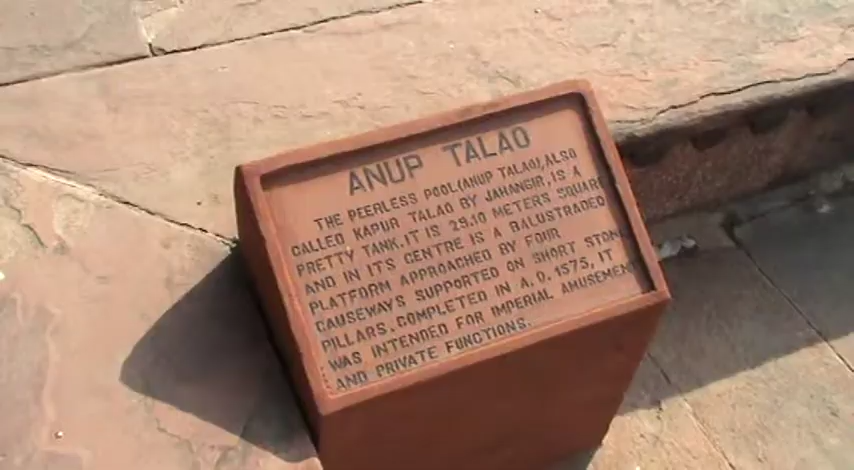 ANUP TALAO
THE PEERLESS POOL(ANUP TALAO),ALSO
CALLED KAPUR TALAO BY JAHANGIR, IS A
PRETTY TANK.IT IS 29.10 METERS SQUARE
AND IN ITS CENTRE IS A BALUSTRADED
PLATFORM APPROACHED BY FOUR
CAUSEWAYS SUPPORTED ON SHORT STONE
PILLARS.COMPLETED IN A.D.1575, IT
WAS INTENDED FOR IMPERIAL AMUSEMENT
AND PRIVATE FUNCTIONS.